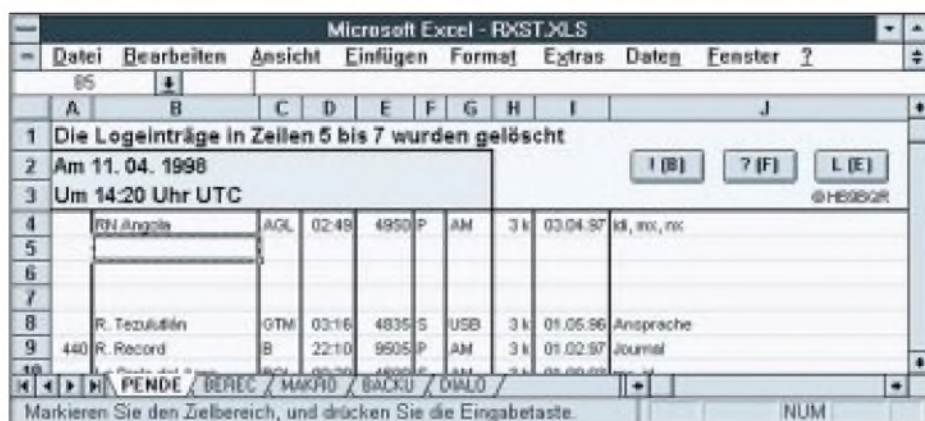 Microsoft Excel - RXST.XLS
Datei Bearbeiten Ansicht Einfügen Format Extras Daten Fenster ?
B5
A B C D E F G H I J
1 Die Logeinträge in Zeilen 5 bis 7 wurden gelöscht
2 Am 11. 04. 1998 ! (B) ? (F) L (E)
3 Um 14:20 Uhr UTC @HB9BQR
4 RN Angola AGL 02:49 4950 P AM 3 k 03.04.97 idi, mx, nx
5
6
7
8 R. Tezulutlán GTM 03:16 4835 S USB 3 k 01.05.96 Ansprache
9 440 R. Record B 22:10 9505 P AM 3 k 01.02.97 Journal
10
PENDE BEREC MAKRO BACKU DIALO
Markieren Sie den Zielbereich, und drücken Sie die Eingabetaste. NUM